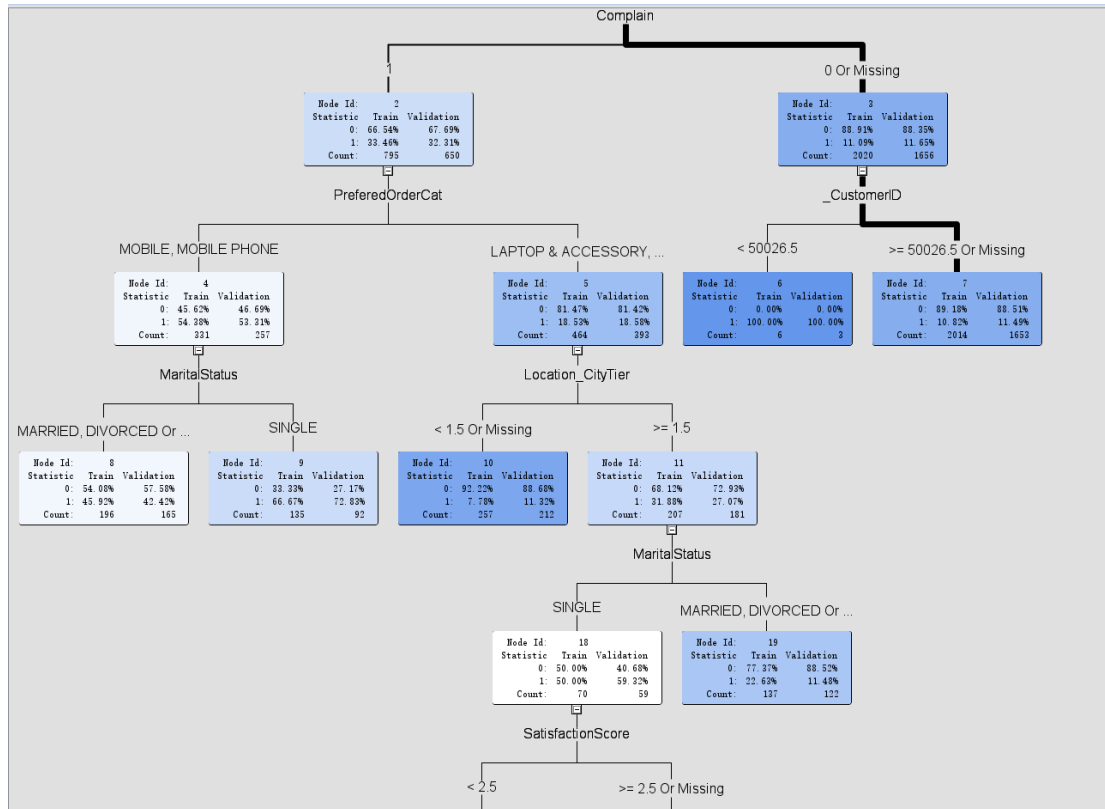 Complain
1
0 Or Missing
Node Id: 2
Statistic Train Validation
0: 66.54% 67.69%
1: 33.46% 32.31%
Count: 795 650
Node Id: 3
Statistic Train Validation
0: 88.91% 88.35%
1: 11.09% 11.65%
Count: 2020 1656
PreferedOrderCat
_CustomerID
MOBILE, MOBILE PHONE
LAPTOP & ACCESSORY, ...
< 50026.5
>= 50026.5 Or Missing
Node Id: 4
Statistic Train Validation
0: 45.62% 46.69%
1: 54.38% 53.31%
Count: 331 257
Node Id: 5
Statistic Train Validation
0: 81.47% 81.42%
1: 18.53% 18.58%
Count: 464 393
Node Id: 6
Statistic Train Validation
0: 0.00% 0.00%
1: 100.00% 100.00%
Count: 6 3
Node Id: 7
Statistic Train Validation
0: 89.18% 88.51%
1: 10.82% 11.49%
Count: 2014 1653
MaritalStatus
Location_CityTier
MARRIED, DIVORCED Or ...
SINGLE
< 1.5 Or Missing
>= 1.5
Node Id: 8
Statistic Train Validation
0: 54.08% 57.58%
1: 45.92% 42.42%
Count: 196 165
Node Id: 9
Statistic Train Validation
0: 33.33% 27.17%
1: 66.67% 72.83%
Count: 135 92
Node Id: 10
Statistic Train Validation
0: 92.22% 88.68%
1: 7.78% 11.32%
Count: 257 212
Node Id: 11
Statistic Train Validation
0: 68.12% 72.93%
1: 31.88% 27.07%
Count: 207 181
MaritalStatus
SINGLE
MARRIED, DIVORCED Or ...
Node Id: 18
Statistic Train Validation
0: 50.00% 40.68%
1: 50.00% 59.32%
Count: 70 59
Node Id: 19
Statistic Train Validation
0: 77.37% 88.52%
1: 22.63% 11.48%
Count: 137 122
SatisfactionScore
< 2.5
>= 2.5 Or Missing